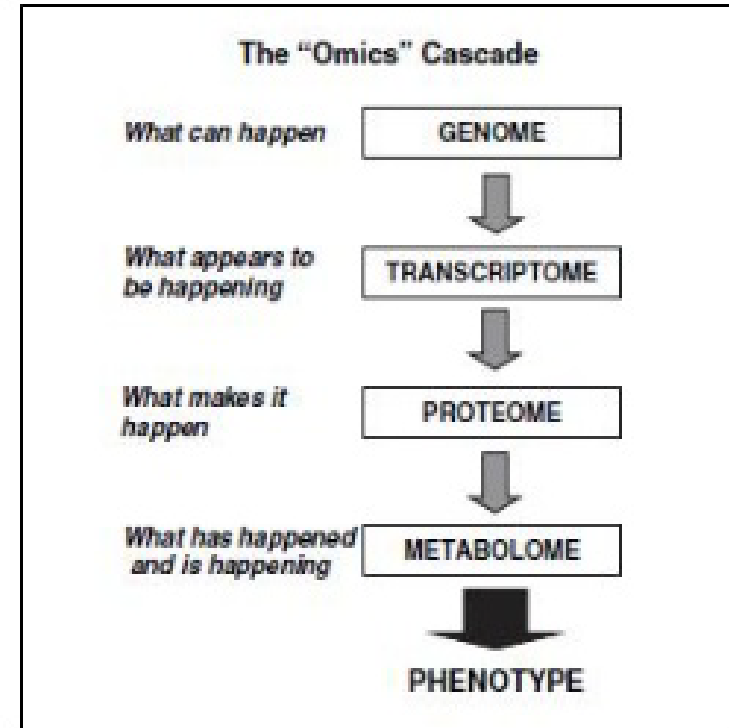 The “Omics” Cascade
What can happen
GENOME
What appears to
be happening
TRANSCRIPTOME
What makes it
happen
PROTEOME
What has happened
and is happening
METABOLOME
PHENOTYPE